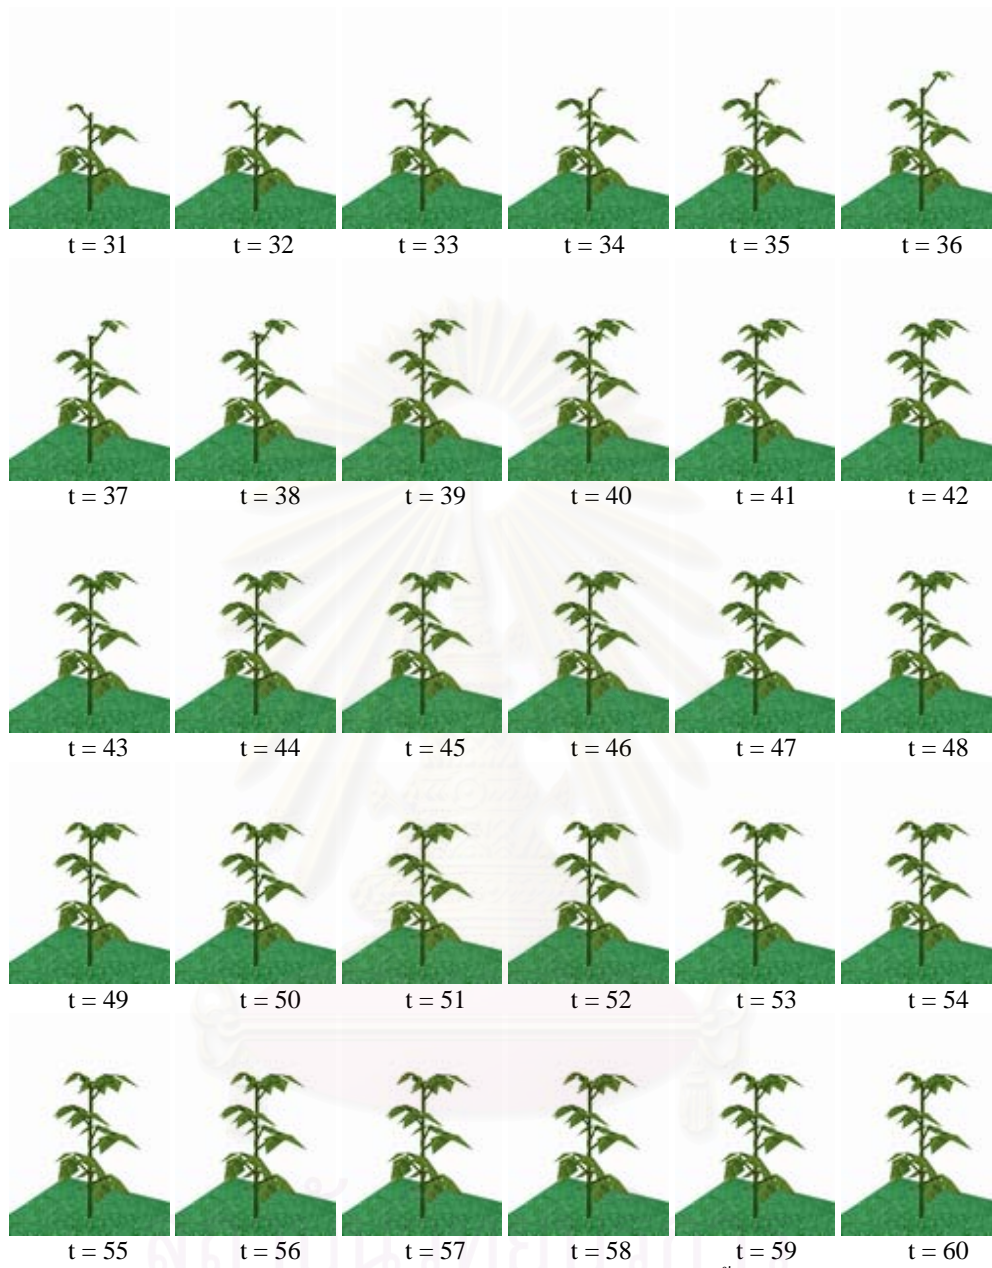 t = 31 t = 32 t = 33 t = 34 t = 35 t = 36
t = 37 t = 38 t = 39 t = 40 t = 41 t = 42
t = 43 t = 44 t = 45 t = 46 t = 47 t = 48
t = 49 t = 50 t = 51 t = 52 t = 53 t = 54
t = 55 t = 56 t = 57 t = 58 t = 59 t = 60